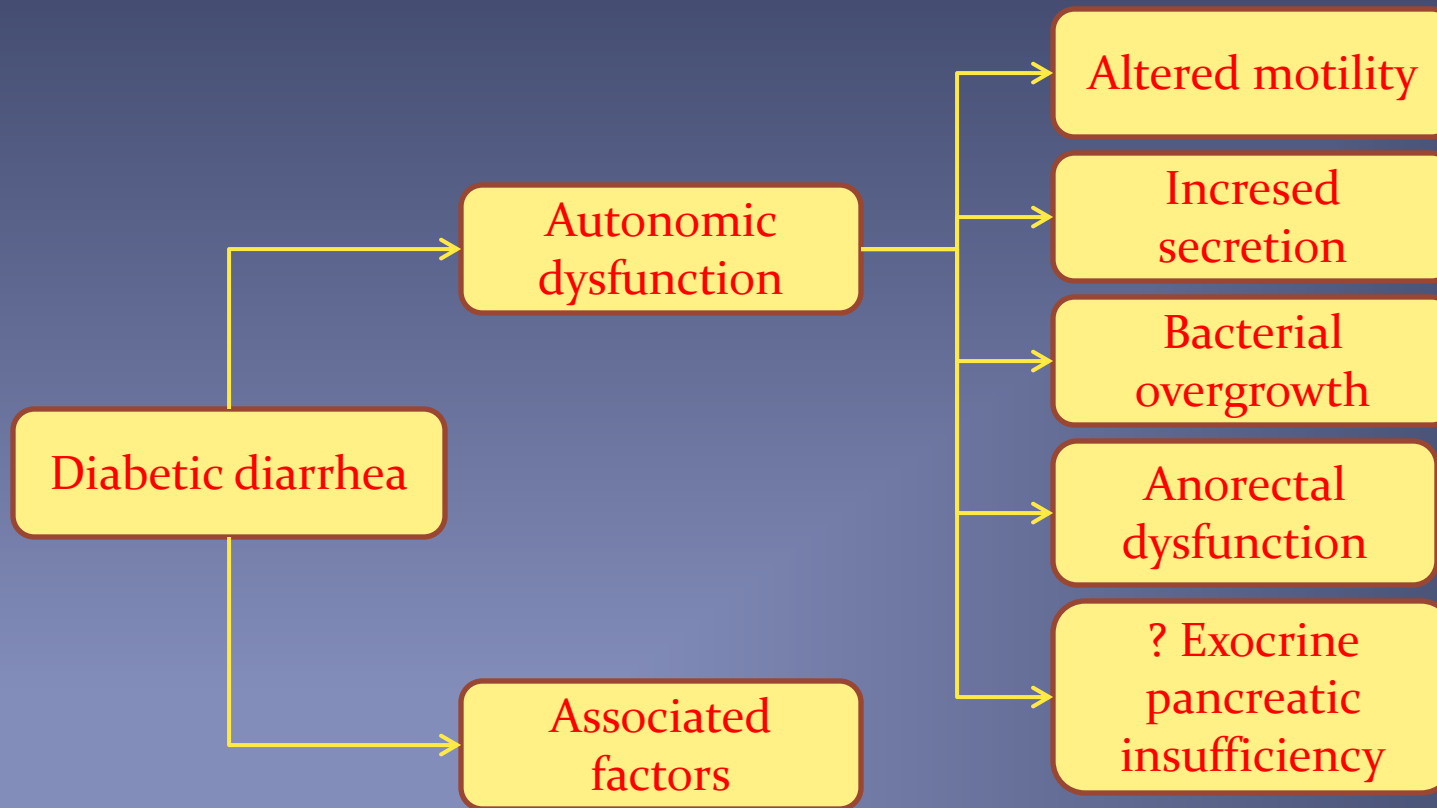 Diabetic diarrhea
Autonomic
dysfunction
Associated
factors
Altered motility
Incresed
secretion
Bacterial
overgrowth
Anorectal
dysfunction
? Exocrine
pancreatic
insufficiency